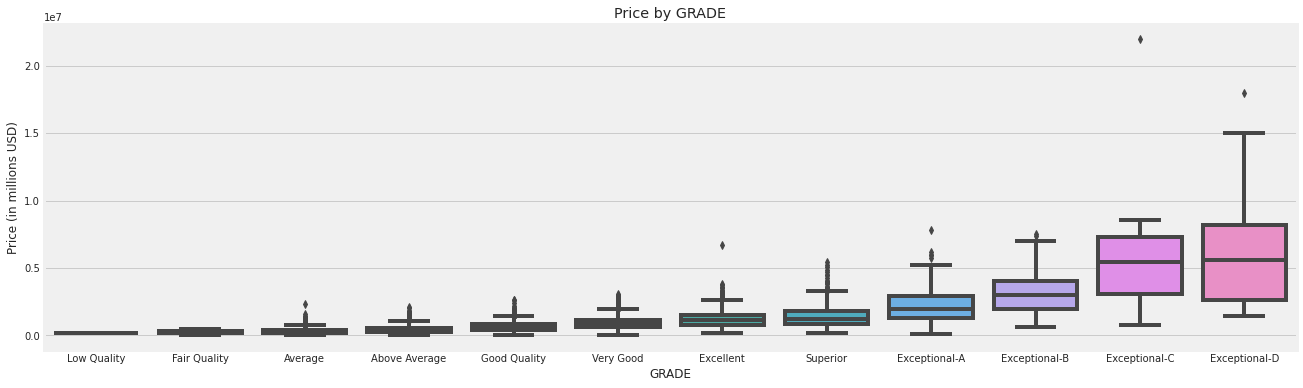 Price by GRADE
1e7
2.0
1.5
1.0
0.5
0.0
Price (in millions USD)
Low Quality Fair Quality Average Above Average Good Quality Very Good Excellent Superior Exceptional-A Exceptional-B Exceptional-C Exceptional-D
GRADE